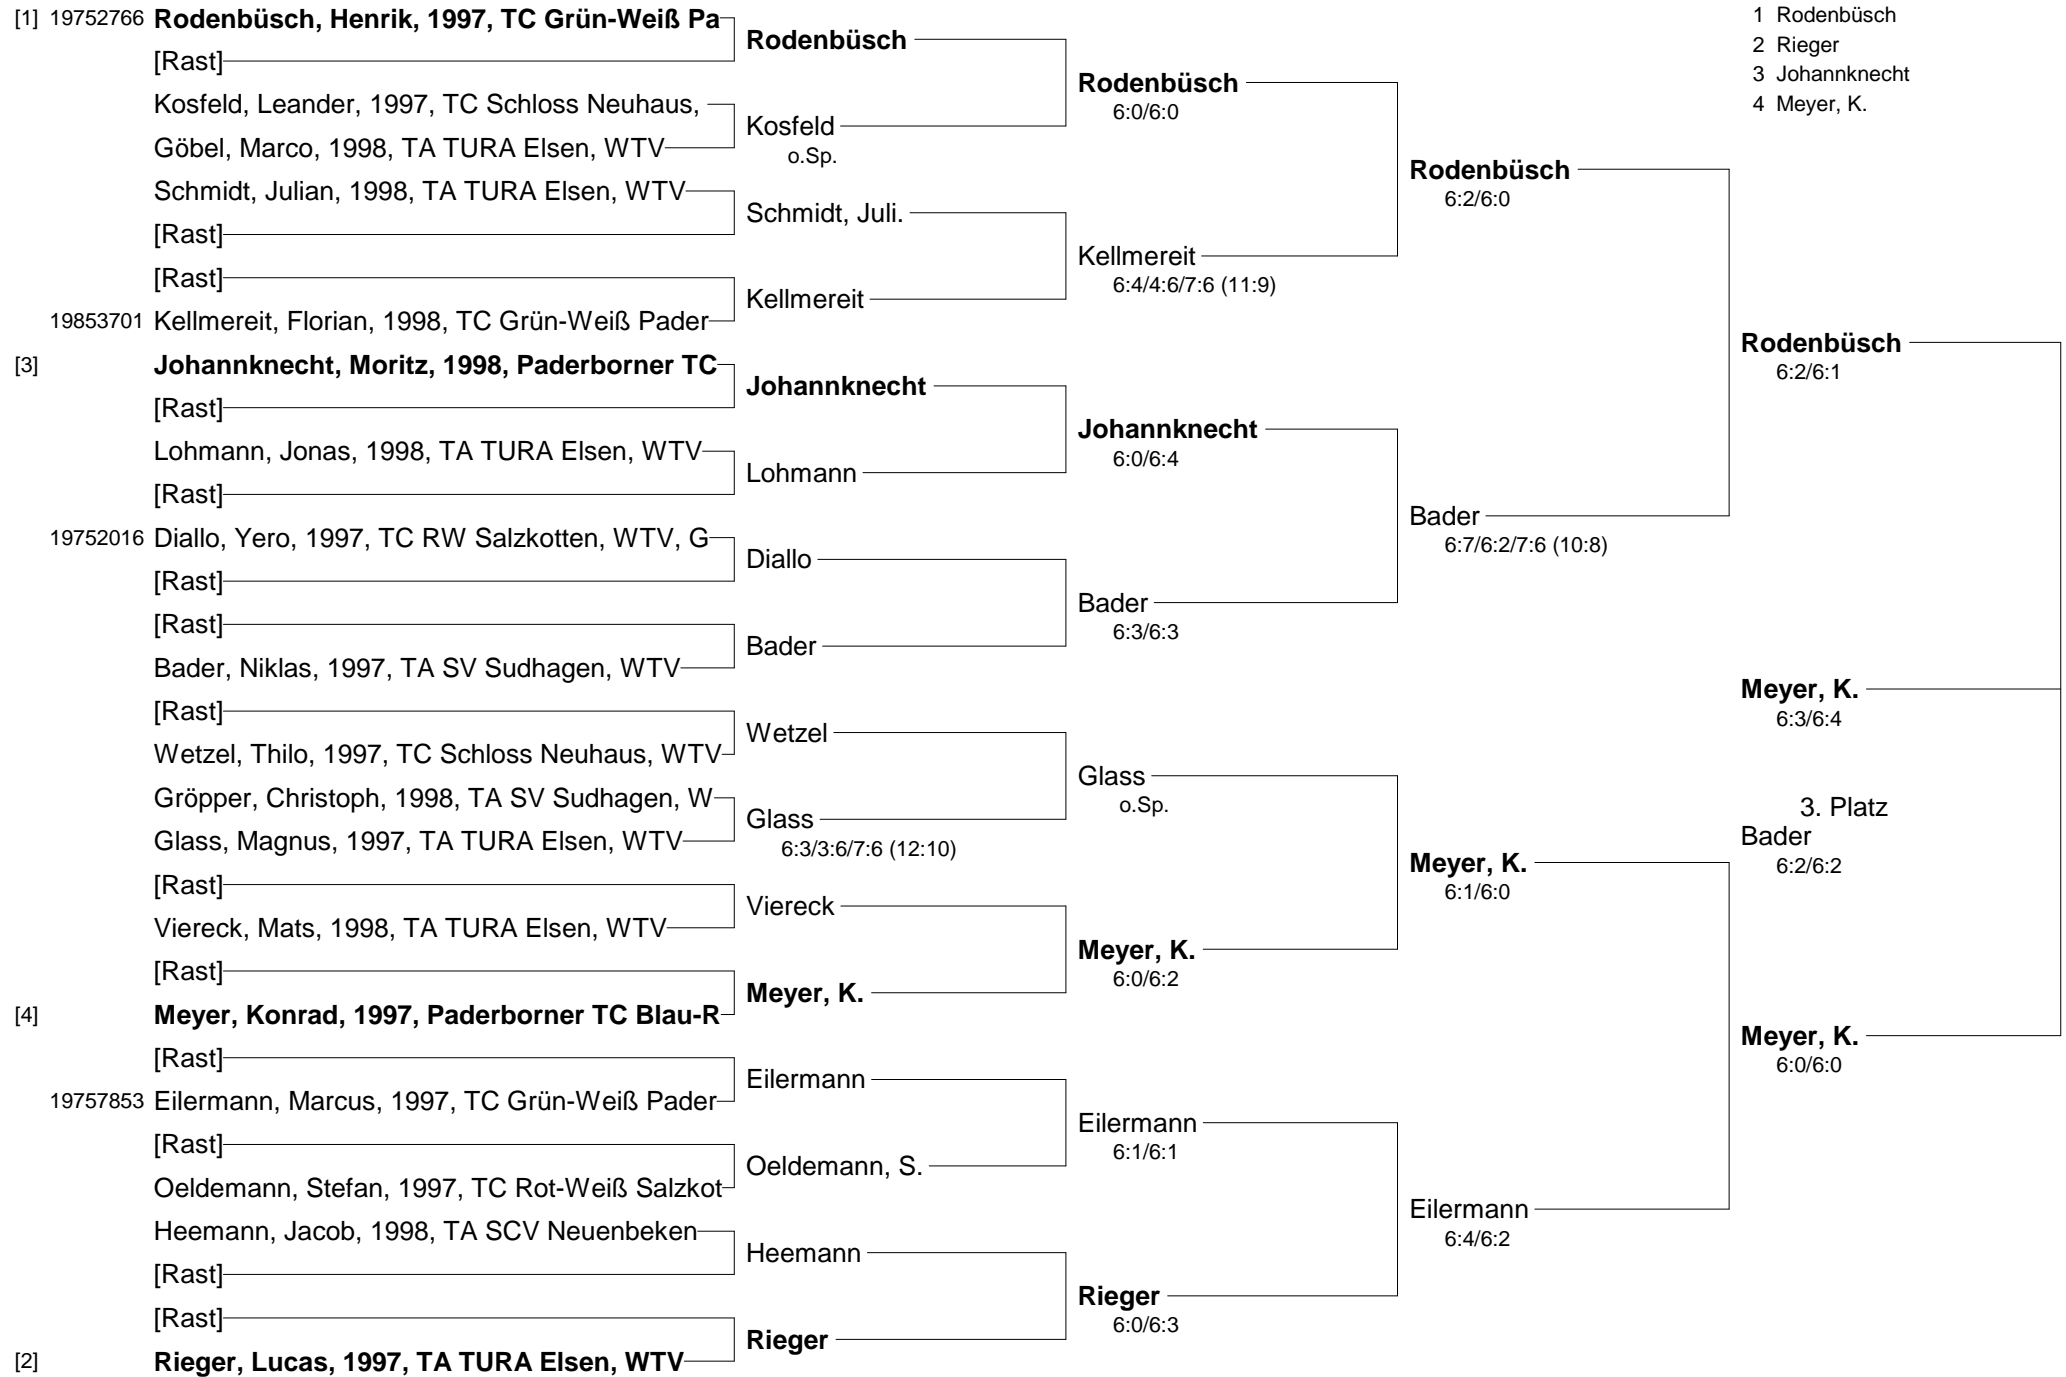 [1] 19752766 Rodenbüsch, Henrik, 1997, TC Grün-Weiß Pa
[Rast]
Kosfeld, Leander, 1997, TC Schloss Neuhaus,
Göbel, Marco, 1998, TA TURA Elsen, WTV
Schmidt, Julian, 1998, TA TURA Elsen, WTV
[Rast]
[Rast]
19853701 Kellmereit, Florian, 1998, TC Grün-Weiß Pader
[3] Johannknecht, Moritz, 1998, Paderborner TC
[Rast]
Lohmann, Jonas, 1998, TA TURA Elsen, WTV
[Rast]
19752016 Diallo, Yero, 1997, TC RW Salzkotten, WTV, G
[Rast]
[Rast]
Bader, Niklas, 1997, TA SV Sudhagen, WTV
[Rast]
Wetzel, Thilo, 1997, TC Schloss Neuhaus, WTV
Gröpper, Christoph, 1998, TA SV Sudhagen, W
Glass, Magnus, 1997, TA TURA Elsen, WTV
[Rast]
Viereck, Mats, 1998, TA TURA Elsen, WTV
[Rast]
[4] Meyer, Konrad, 1997, Paderborner TC Blau-R
[Rast]
19757853 Eilermann, Marcus, 1997, TC Grün-Weiß Pader
[Rast]
Oeldemann, Stefan, 1997, TC Rot-Weiß Salzkot
Heemann, Jacob, 1998, TA SCV Neuenbeken
[Rast]
[Rast]
[2] Rieger, Lucas, 1997, TA TURA Elsen, WTV
Rodenbüsch
Kosfeld
o.Sp.
Schmidt, Juli.
Kellmereit
Johannknecht
Lohmann
Diallo
Bader
Wetzel
Glass
6:3/3:6/7:6 (12:10)
Viereck
Meyer, K.
Eilermann
Oeldemann, S.
Heemann
Rieger
Rodenbüsch
6:0/6:0
Kellmereit
6:4/4:6/7:6 (11:9)
Johannknecht
6:0/6:4
Bader
6:3/6:3
Glass
o.Sp.
Meyer, K.
6:0/6:2
Eilermann
6:1/6:1
Rieger
6:0/6:3
Rodenbüsch
6:2/6:0
Bader
6:7/6:2/7:6 (10:8)
Meyer, K.
6:1/6:0
Eilermann
6:4/6:2
1 Rodenbüsch
2 Rieger
3 Johannknecht
4 Meyer, K.
Rodenbüsch
6:2/6:1
Meyer, K.
6:3/6:4
3. Platz
Bader
6:2/6:2
Meyer, K.
6:0/6:0